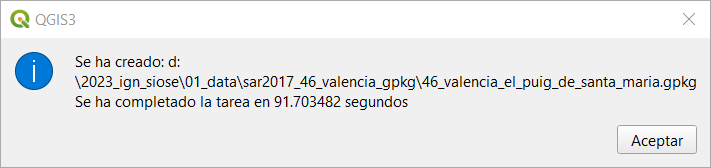 QGIS3
Se ha creado: d:
\2023_ign_siose\01_data\sar2017_46_valencia_gpkg\46_valencia_el_puig_de_santa_maria.gpkg
Se ha completado la tarea en 91.703482 segundos
Aceptar